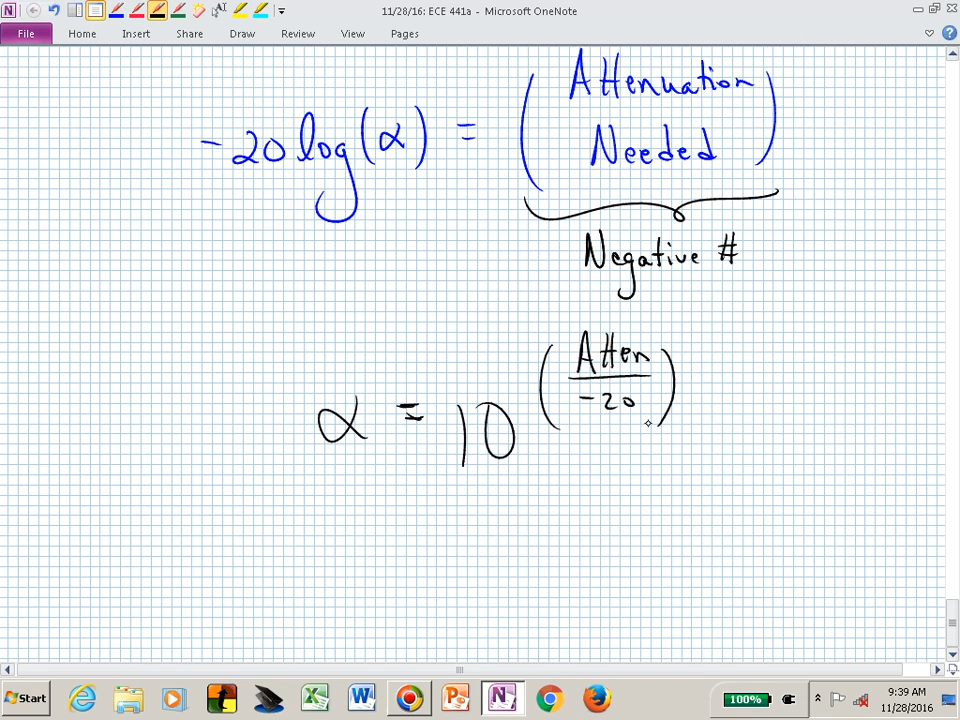 11/28/16: ECE 441a - Microsoft OneNote
File Home Insert Draw Review View Pages
-20 log(α) = (Attenuation
Needed)
Negative #
α = 10^(Atten/-20)
Start
100%
9:39 AM
11/28/2016